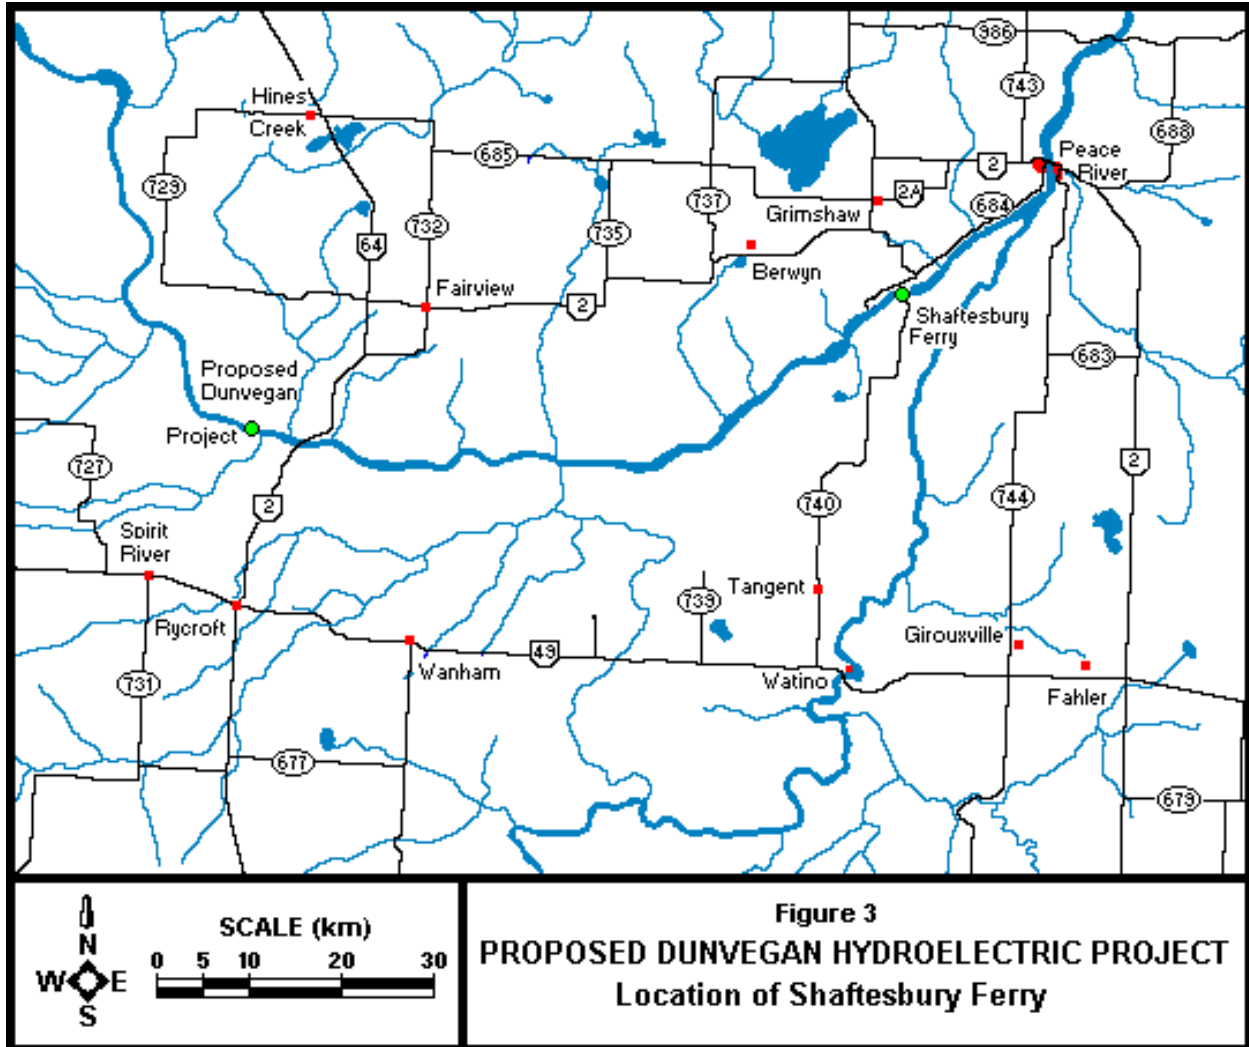 986
743
Hines
Creek
688
685
Peace
River
2
729
737
2A
684
Grimshaw
732
735
64
Berwyn
Fairview
2
Shaftesbury
Ferry
683
Proposed
Dunvegan
Project
727
2
2
740
744
Spirit
River
Tangent
739
Rycroft
Girouxville
49
Wanham
Watino
731
Fahler
677
679
N
W E
S
SCALE (km)
0 5 10 20 30
Figure 3
PROPOSED DUNVEGAN HYDROELECTRIC PROJECT
Location of Shaftesbury Ferry